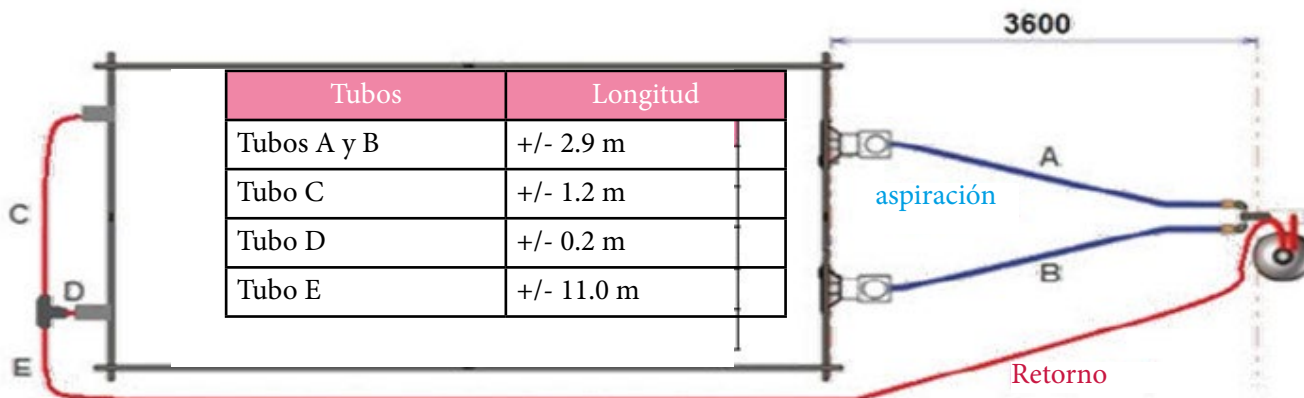 3600
Tubos Longitud
Tubos A y B +/- 2.9 m
Tubo C +/- 1.2 m
Tubo D +/- 0.2 m
Tubo E +/- 11.0 m
A
aspiración
B
C
D
E
Retorno